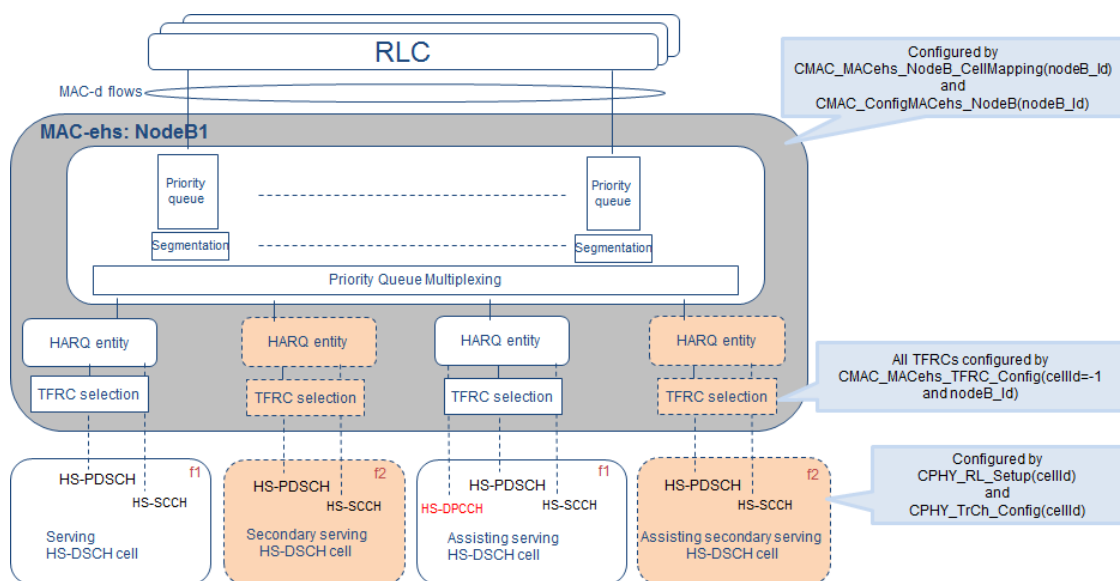 RLC
MAC-d flows
MAC-ehs: NodeB1
Priority
queue
Priority
queue
Segmentation
Segmentation
Priority Queue Multiplexing
HARQ entity
HARQ entity
HARQ entity
HARQ entity
TFRC selection
TFRC selection
TFRC selection
TFRC selection
f1
HS-PDSCH
HS-SCCH
Serving
HS-DSCH cell
f2
HS-PDSCH
HS-SCCH
Secondary serving
HS-DSCH cell
f1
HS-PDSCH
HS-DPCCH
HS-SCCH
Assisting serving
HS-DSCH cell
f2
HS-PDSCH
HS-SCCH
Assisting secondary serving
HS-DSCH cell
Configured by
CMAC_MACehs_NodeB_CellMapping(nodeB_Id)
and
CMAC_ConfigMACehs_NodeB(nodeB_Id)
All TFRCs configured by
CMAC_MACehs_TFRC_Config(cellId=-1
and nodeB_Id)
Configured by
CPHY_RL_Setup(cellId)
and
CPHY_TrCh_Config(cellId)